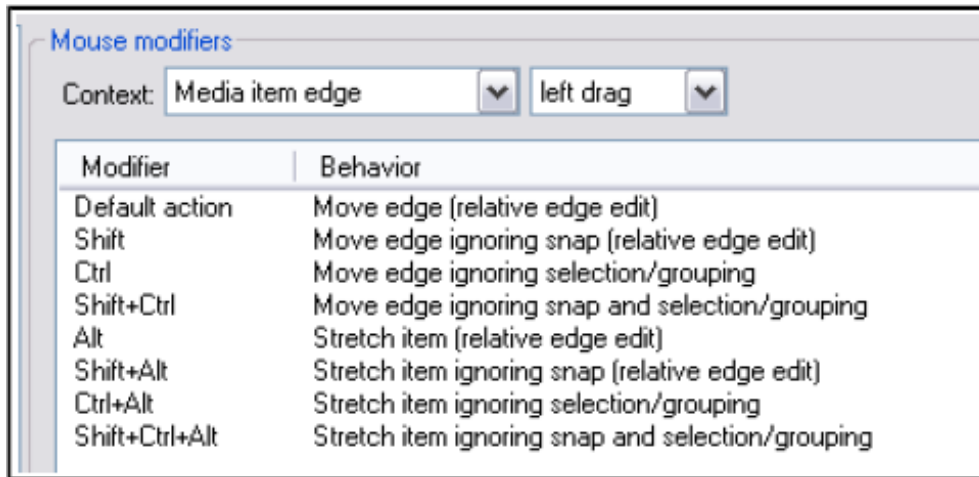 Mouse modifiers
Context: Media item edge left drag
Modifier Behavior
Default action Move edge (relative edge edit)
Shift Move edge ignoring snap (relative edge edit)
Ctrl Move edge ignoring selection/grouping
Shift+Ctrl Move edge ignoring snap and selection/grouping
Alt Stretch item (relative edge edit)
Shift+Alt Stretch item ignoring snap (relative edge edit)
Ctrl+Alt Stretch item ignoring selection/grouping
Shift+Ctrl+Alt Stretch item ignoring snap and selection/grouping